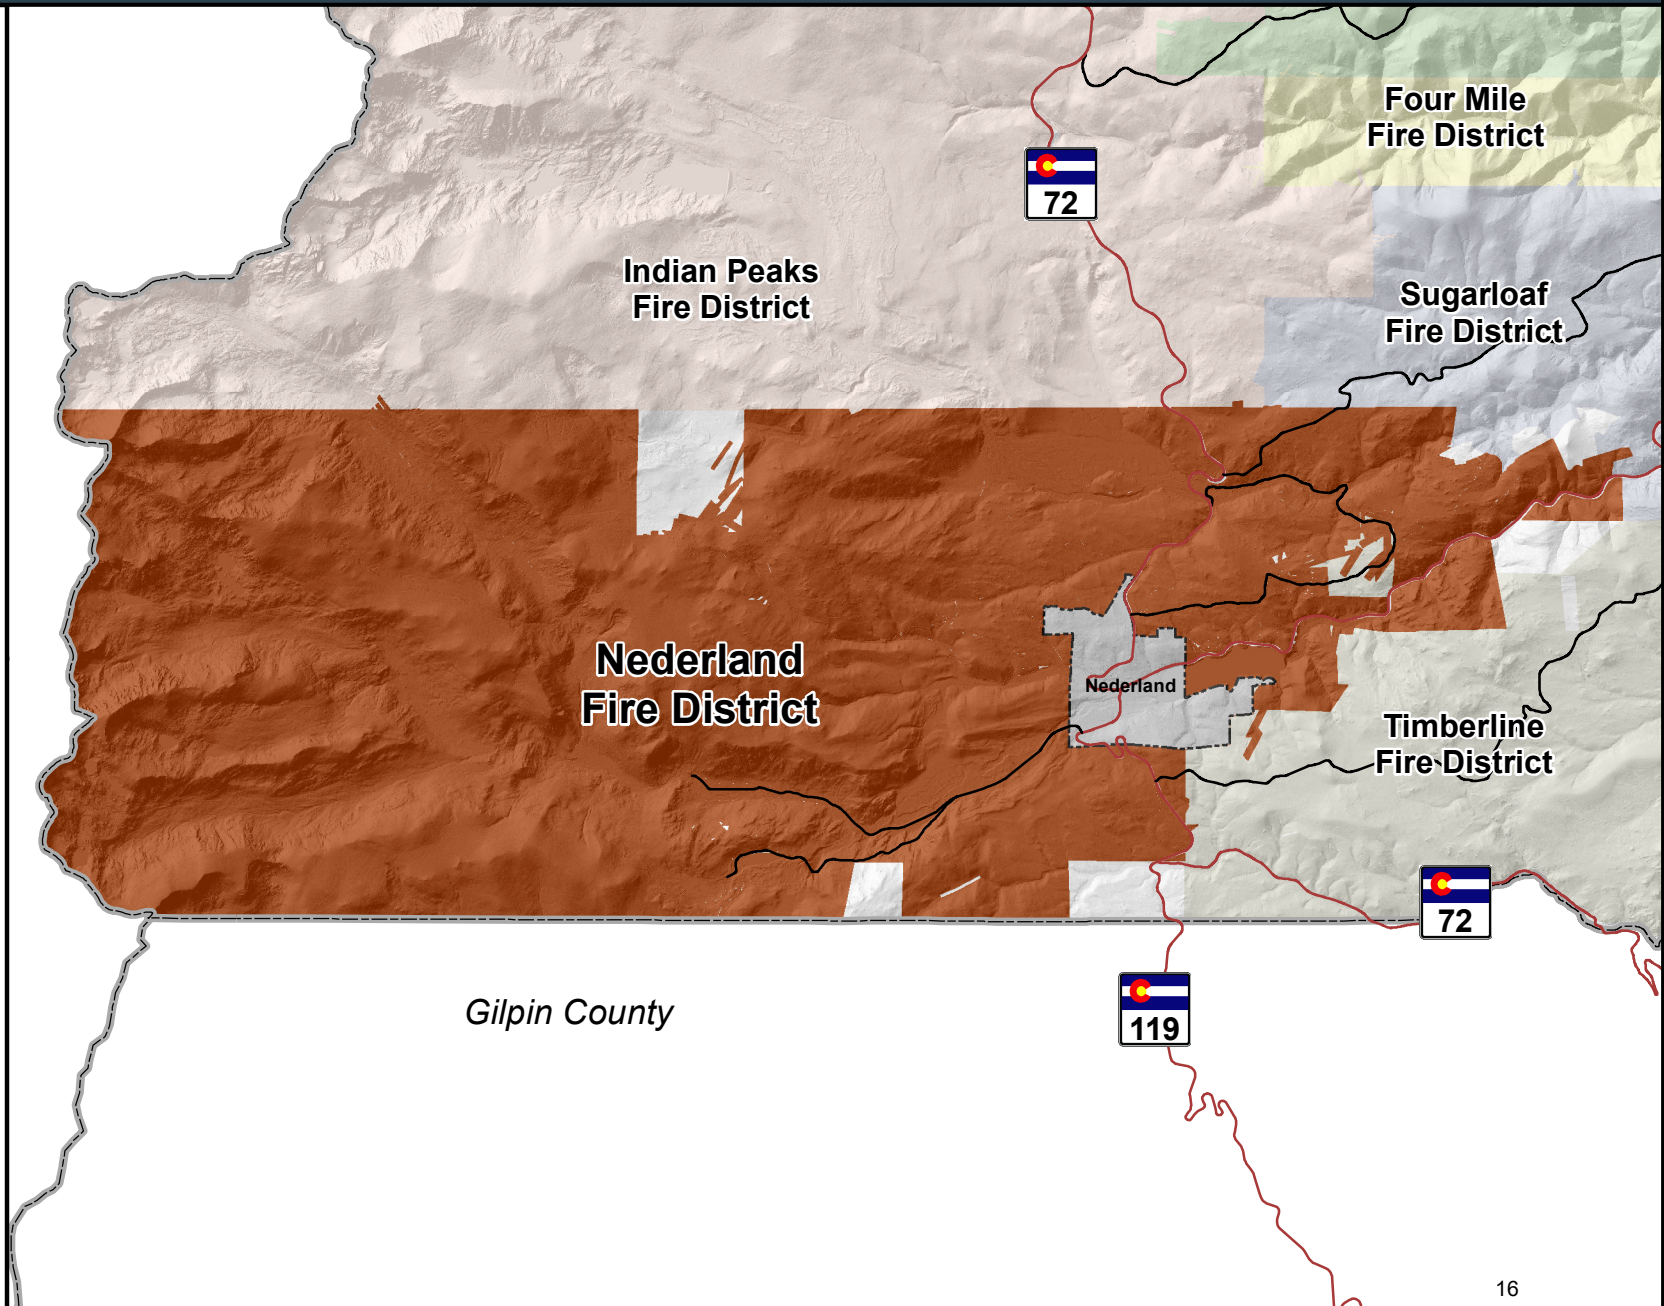 Four Mile
Fire District
72
Indian Peaks
Fire District
Sugarloaf
Fire District
Nederland
Fire District
Nederland
Timberline
Fire District
72
Gilpin County
119
16